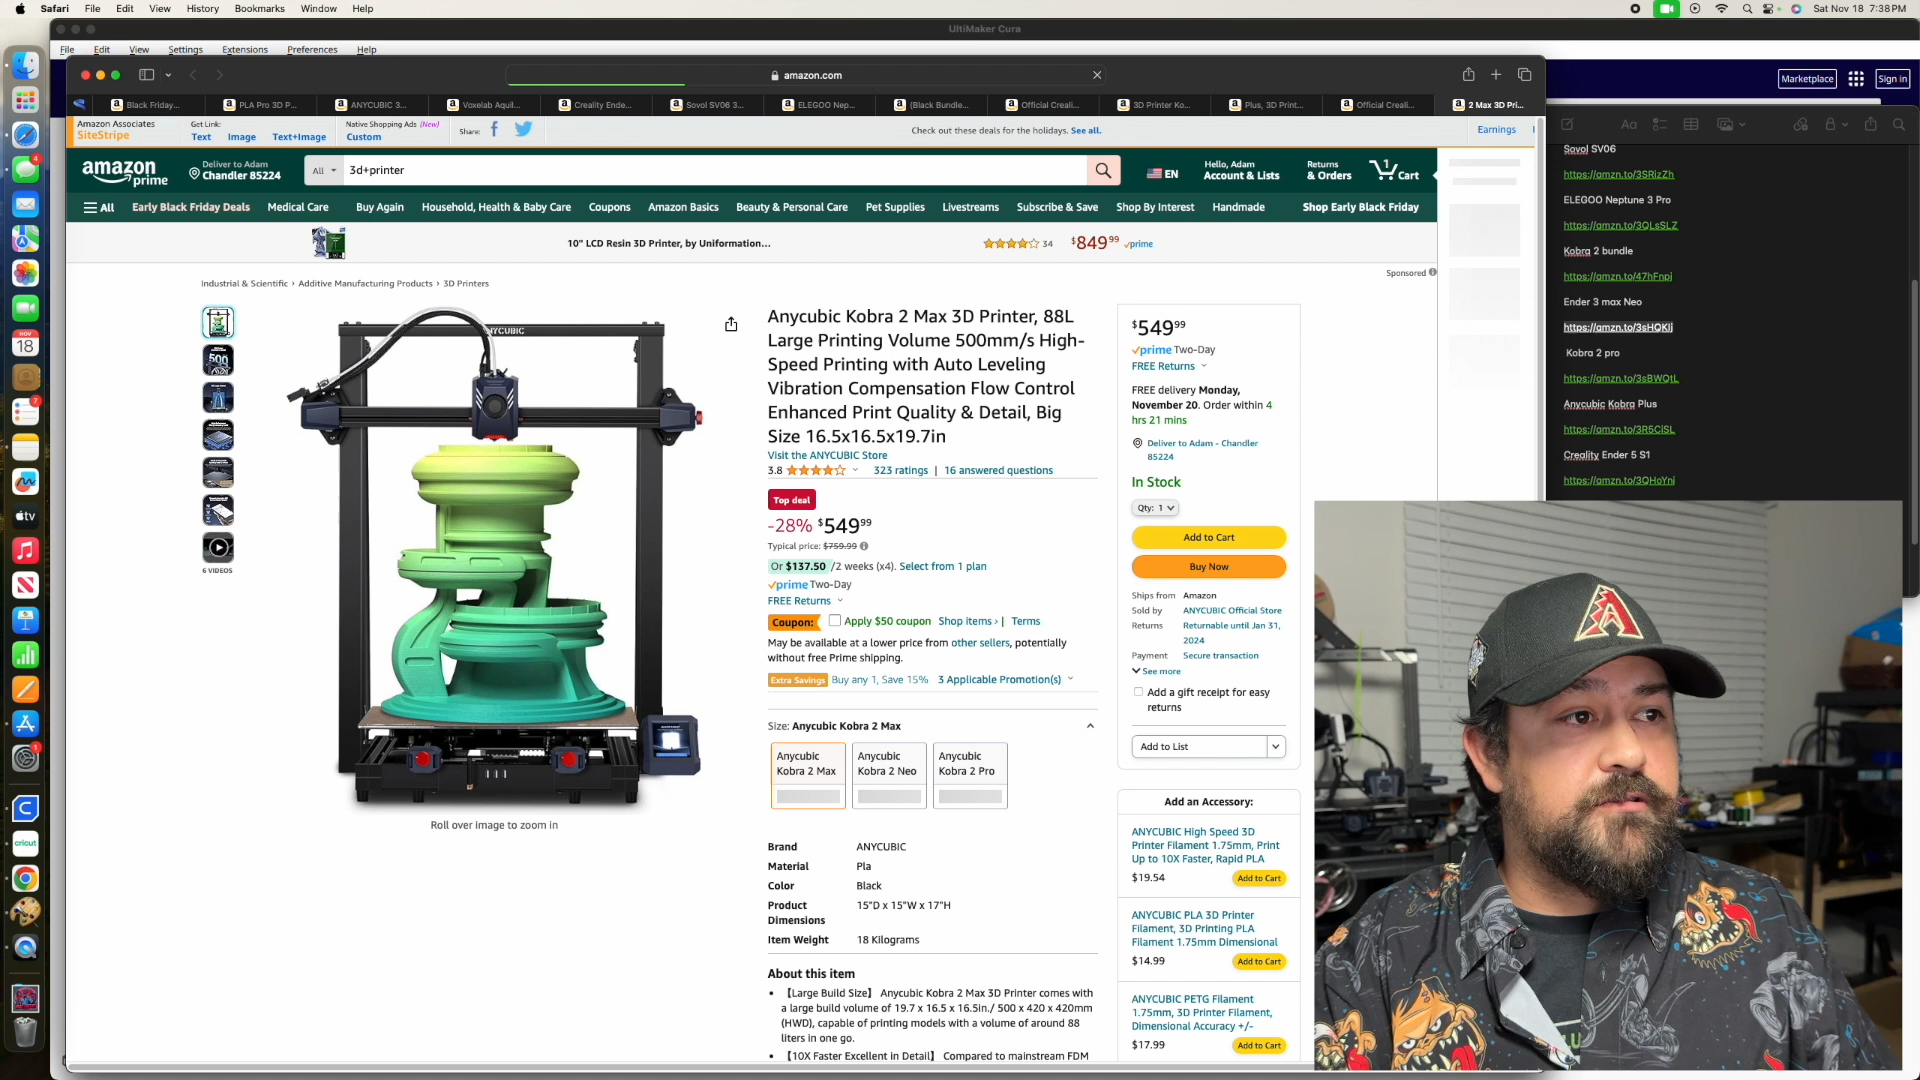 Safari File Edit View History Bookmarks Window Help
Sat Nov 18 7:38 PM
UltiMaker Cura
File Edit View Settings Extensions Preferences Help
Marketplace
Sign in
amazon.com
Black Friday...
PLA Pro 3D P...
ANYCUBIC 3...
Voxelab Aquil...
Creality Ende...
Sovol SV06 3...
ELEGOO Nep...
(Black Bundle...
Official Creali...
3D Printer Ko...
Plus, 3D Print...
Official Creali...
2 Max 3D Pri...
Amazon Associates
SiteStripe
Get Link:
Text Image Text+Image
Native Shopping Ads (New)
Custom
Share:
Check out these deals for the holidays. See all.
Earnings
amazon
prime
Deliver to Adam
Chandler 85224
All
3d+printer
EN
Hello, Adam
Account & Lists
Returns
& Orders
1
Cart
All
Early Black Friday Deals
Medical Care
Buy Again
Household, Health & Baby Care
Coupons
Amazon Basics
Beauty & Personal Care
Pet Supplies
Livestreams
Subscribe & Save
Shop By Interest
Handmade
Shop Early Black Friday
10" LCD Resin 3D Printer, by Uniformation...
34
$849 99 prime
Sponsored
Industrial & Scientific › Additive Manufacturing Products › 3D Printers
ANYCUBIC
500
6 VIDEOS
Roll over image to zoom in
Anycubic Kobra 2 Max 3D Printer, 88L
Large Printing Volume 500mm/s High-
Speed Printing with Auto Leveling
Vibration Compensation Flow Control
Enhanced Print Quality & Detail, Big
Size 16.5x16.5x19.7in
Visit the ANYCUBIC Store
3.8
323 ratings | 16 answered questions
Top deal
-28% $549 99
Typical price: $759.99
Or $137.50 /2 weeks (x4). Select from 1 plan
prime Two-Day
FREE Returns
Coupon: Apply $50 coupon Shop items › | Terms
May be available at a lower price from other sellers, potentially
without free Prime shipping.
Extra Savings Buy any 1, Save 15% 3 Applicable Promotion(s)
Size: Anycubic Kobra 2 Max
Anycubic
Kobra 2 Max
Anycubic
Kobra 2 Neo
Anycubic
Kobra 2 Pro
Brand ANYCUBIC
Material Pla
Color Black
Product
Dimensions
15"D x 15"W x 17"H
Item Weight 18 Kilograms
About this item
• 【Large Build Size】 Anycubic Kobra 2 Max 3D Printer comes with
a large build volume of 19.7 x 16.5 x 16.5in./ 500 x 420 x 420mm
(HWD), capable of printing models with a volume of around 88
liters in one go.
• 【10X Faster Excellent in Detail】 Compared to mainstream FDM
$549 99
prime Two-Day
FREE Returns
FREE delivery Monday,
November 20. Order within 4
hrs 21 mins
Deliver to Adam - Chandler
85224
In Stock
Qty: 1
Add to Cart
Buy Now
Ships from Amazon
Sold by ANYCUBIC Official Store
Returns Returnable until Jan 31,
2024
Payment Secure transaction
See more
Add a gift receipt for easy
returns
Add to List
Add an Accessory:
ANYCUBIC High Speed 3D
Printer Filament 1.75mm, Print
Up to 10X Faster, Rapid PLA
$19.54
Add to Cart
ANYCUBIC PLA 3D Printer
Filament, 3D Printing PLA
Filament 1.75mm Dimensional
$14.99
Add to Cart
ANYCUBIC PETG Filament
1.75mm, 3D Printer Filament,
Dimensional Accuracy +/-
$17.99
Add to Cart
Sovol SV06
https://amzn.to/3SRizZh
ELEGOO Neptune 3 Pro
https://amzn.to/3QLsSLZ
Kobra 2 bundle
https://amzn.to/47hFnpj
Ender 3 max Neo
https://amzn.to/3sHQKlj
Kobra 2 pro
https://amzn.to/3sBWQtL
Anycubic Kobra Plus
https://amzn.to/3R5CiSL
Creality Ender 5 S1
https://amzn.to/3QHoYnj
NOV
18
4
7
1
tv
cricut
A